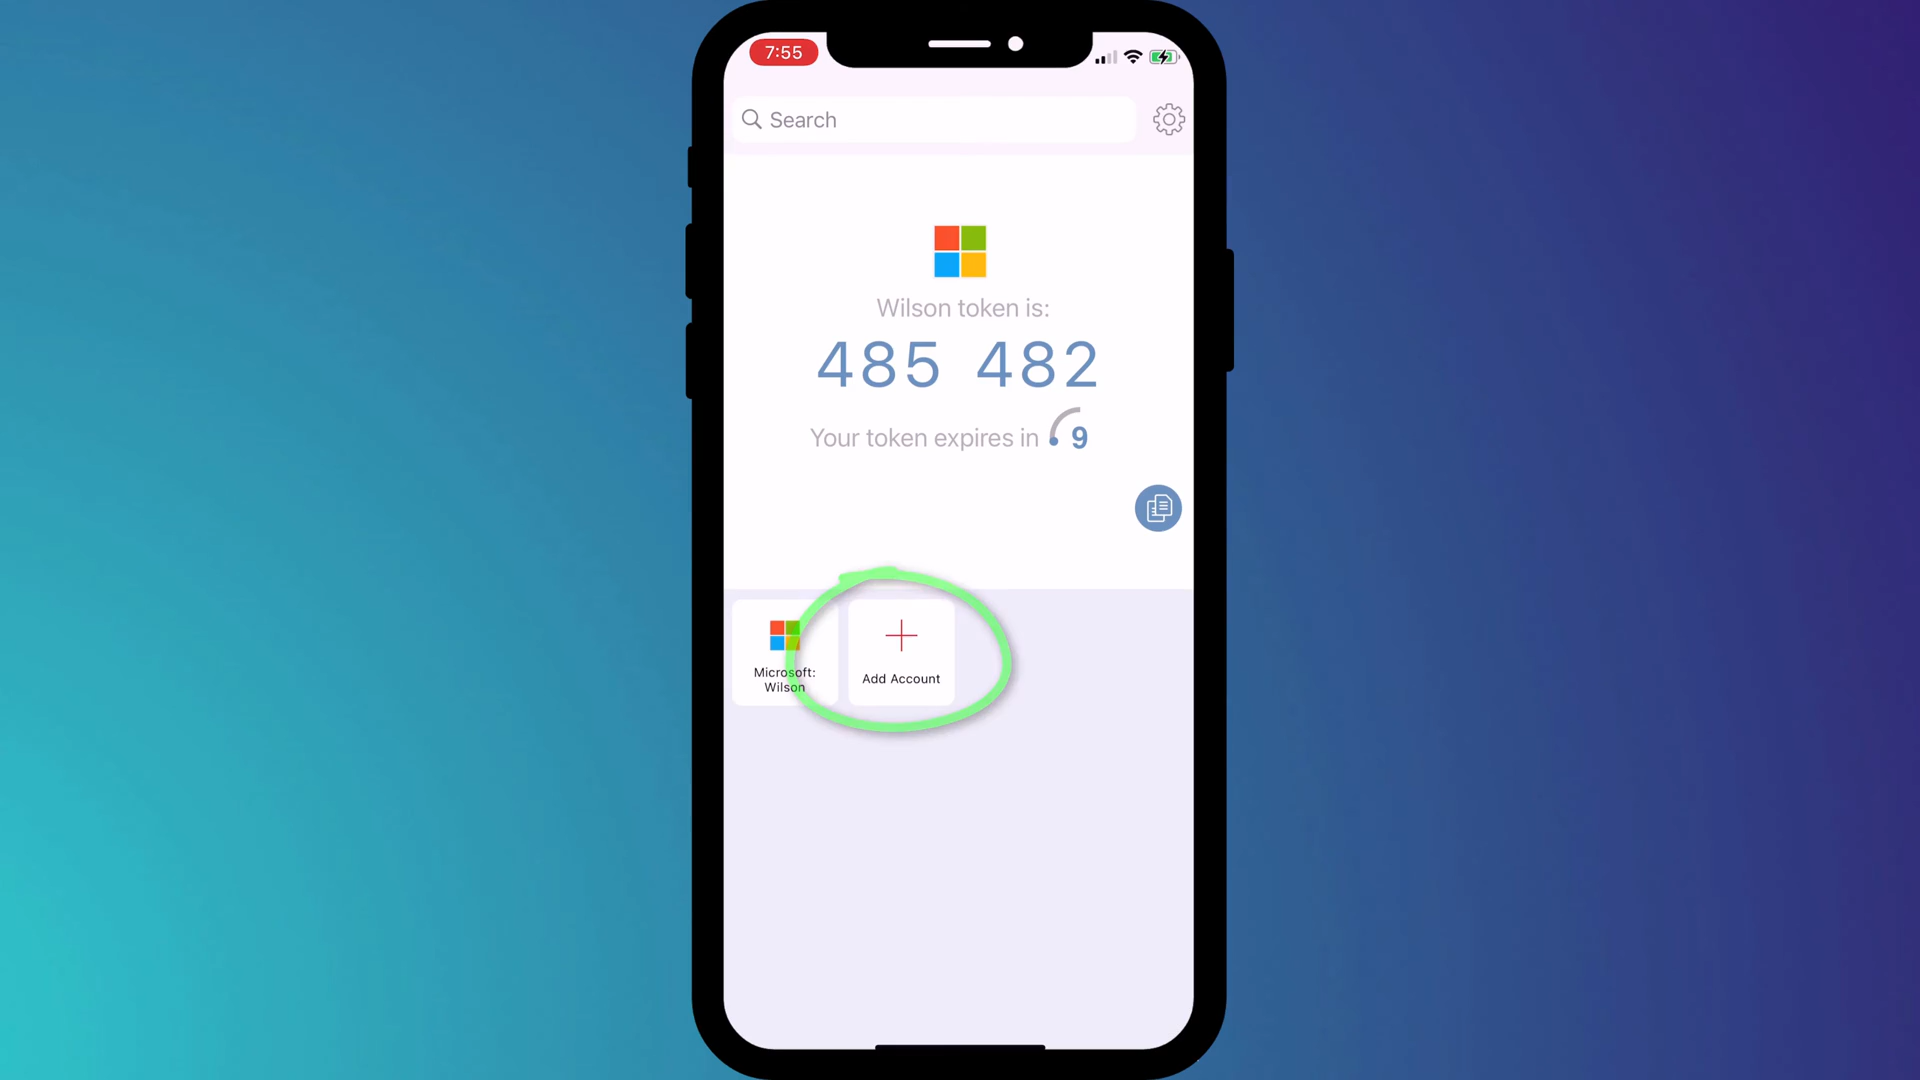 7:55
Search
Wilson token is:
485 482
Your token expires in 9
Microsoft:
Wilson
Add Account